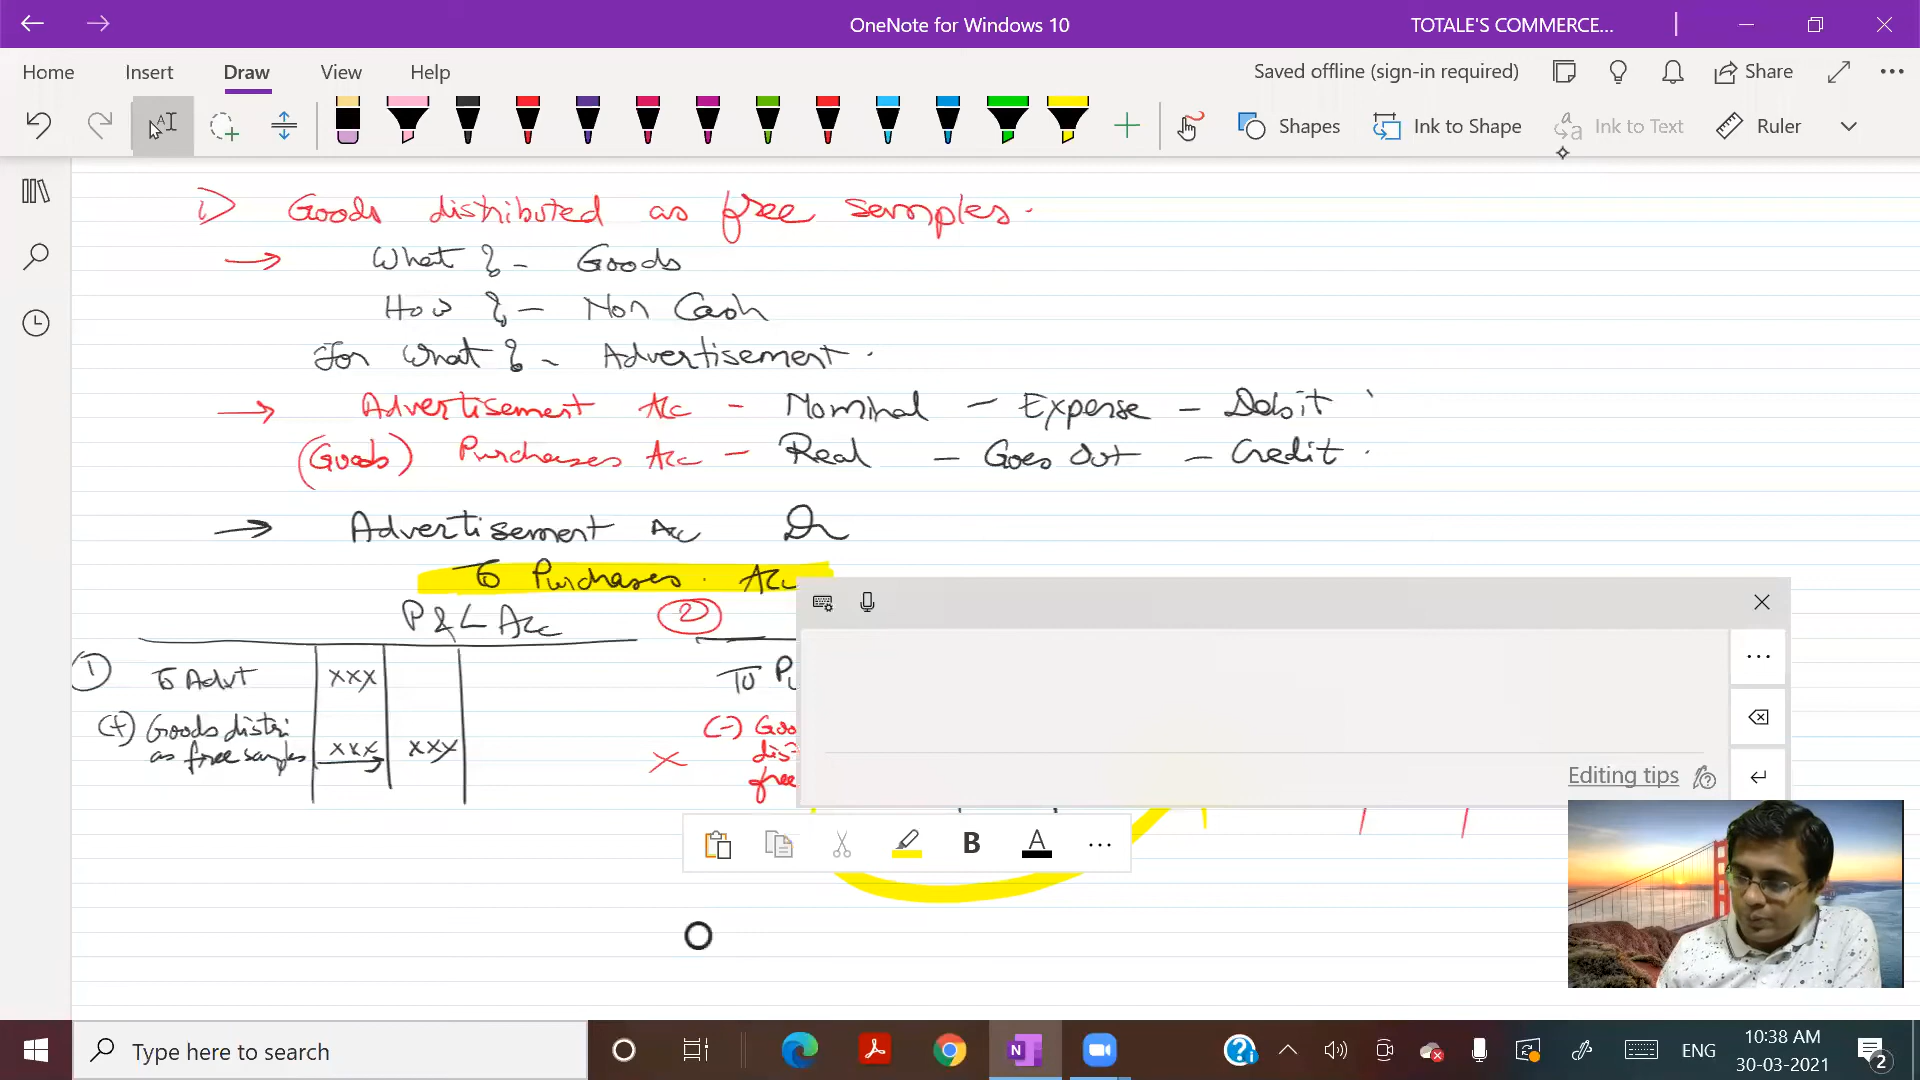 OneNote for Windows 10
TOTALE'S COMMERCE...
Home Insert Draw View Help
Saved offline (sign-in required)
Share
Shapes Ink to Shape Ink to Text Ruler
i) Goods distributed as free samples.
→ What ? - Goods
How ? - Non Cash
For What ? - Advertisement.
→ Advertisement A/c - Nominal - Expense - Debit
(Goods) Purchases A/c - Real - Goes Out - Credit.
→ Advertisement A/c Dr
To Purchases A/c
P & L A/c ②
① To Advt xxx
(+) Goods distri
as free samples xxx xxx
To Pu
(-) Goo
dist
free
Editing tips
B A
Type here to search
ENG
10:38 AM
30-03-2021
2